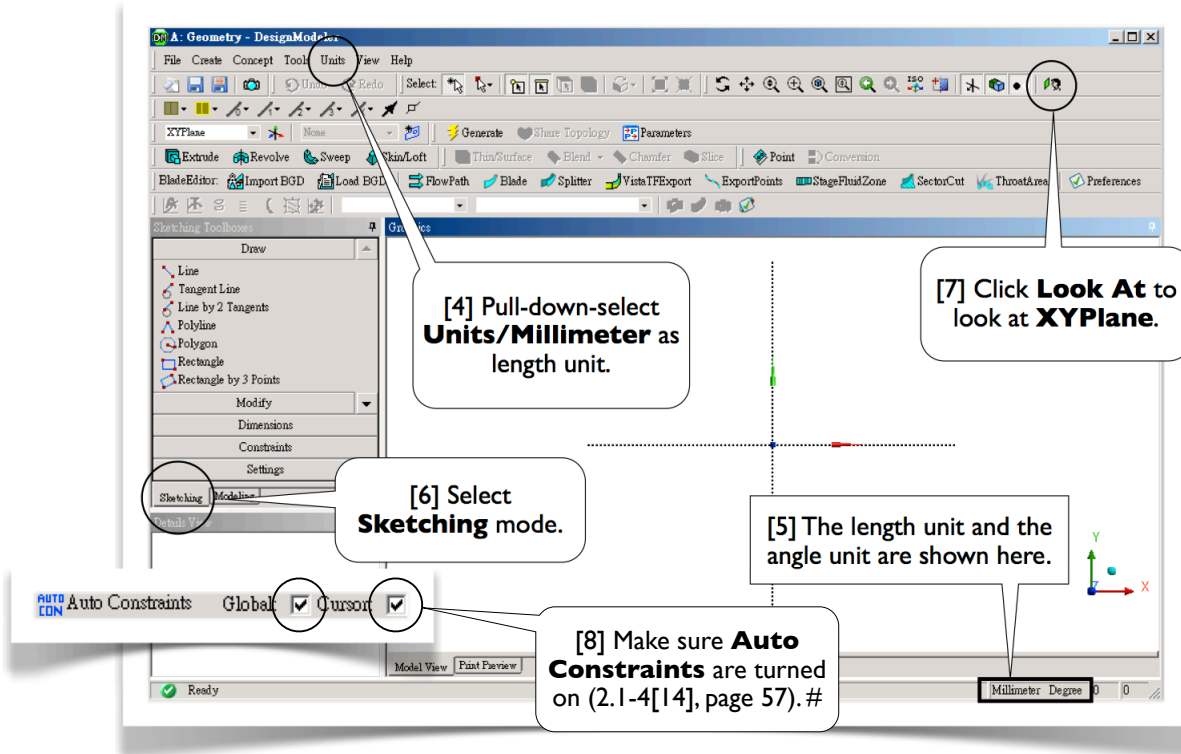 A: Geometry - DesignModeler
File Create Concept Tools Units View Help
Undo Redo Select: ISO
XYPlane None Generate Share Topology Parameters
Extrude Revolve Sweep Skin/Loft Thin/Surface Blend Chamfer Slice Point Conversion
BladeEditor: Import BGD Load BGD FlowPath Blade Splitter VistaTFExport ExportPoints StageFluidZone SectorCut ThroatArea Preferences
Sketching Toolboxes
Graphics
Draw
Line
Tangent Line
Line by 2 Tangents
Polyline
Polygon
Rectangle
Rectangle by 3 Points
Modify
Dimensions
Constraints
Settings
Sketching Modeling
Details View
[4] Pull-down-select
Units/Millimeter as
length unit.
[7] Click Look At to
look at XYPlane.
[6] Select
Sketching mode.
[5] The length unit and the
angle unit are shown here.
Y
Z X
AUTO CON Auto Constraints Global: Cursor:
[8] Make sure Auto
Constraints are turned
on (2.1-4[14], page 57). #
Model View Print Preview
Ready
Millimeter Degree 0 0